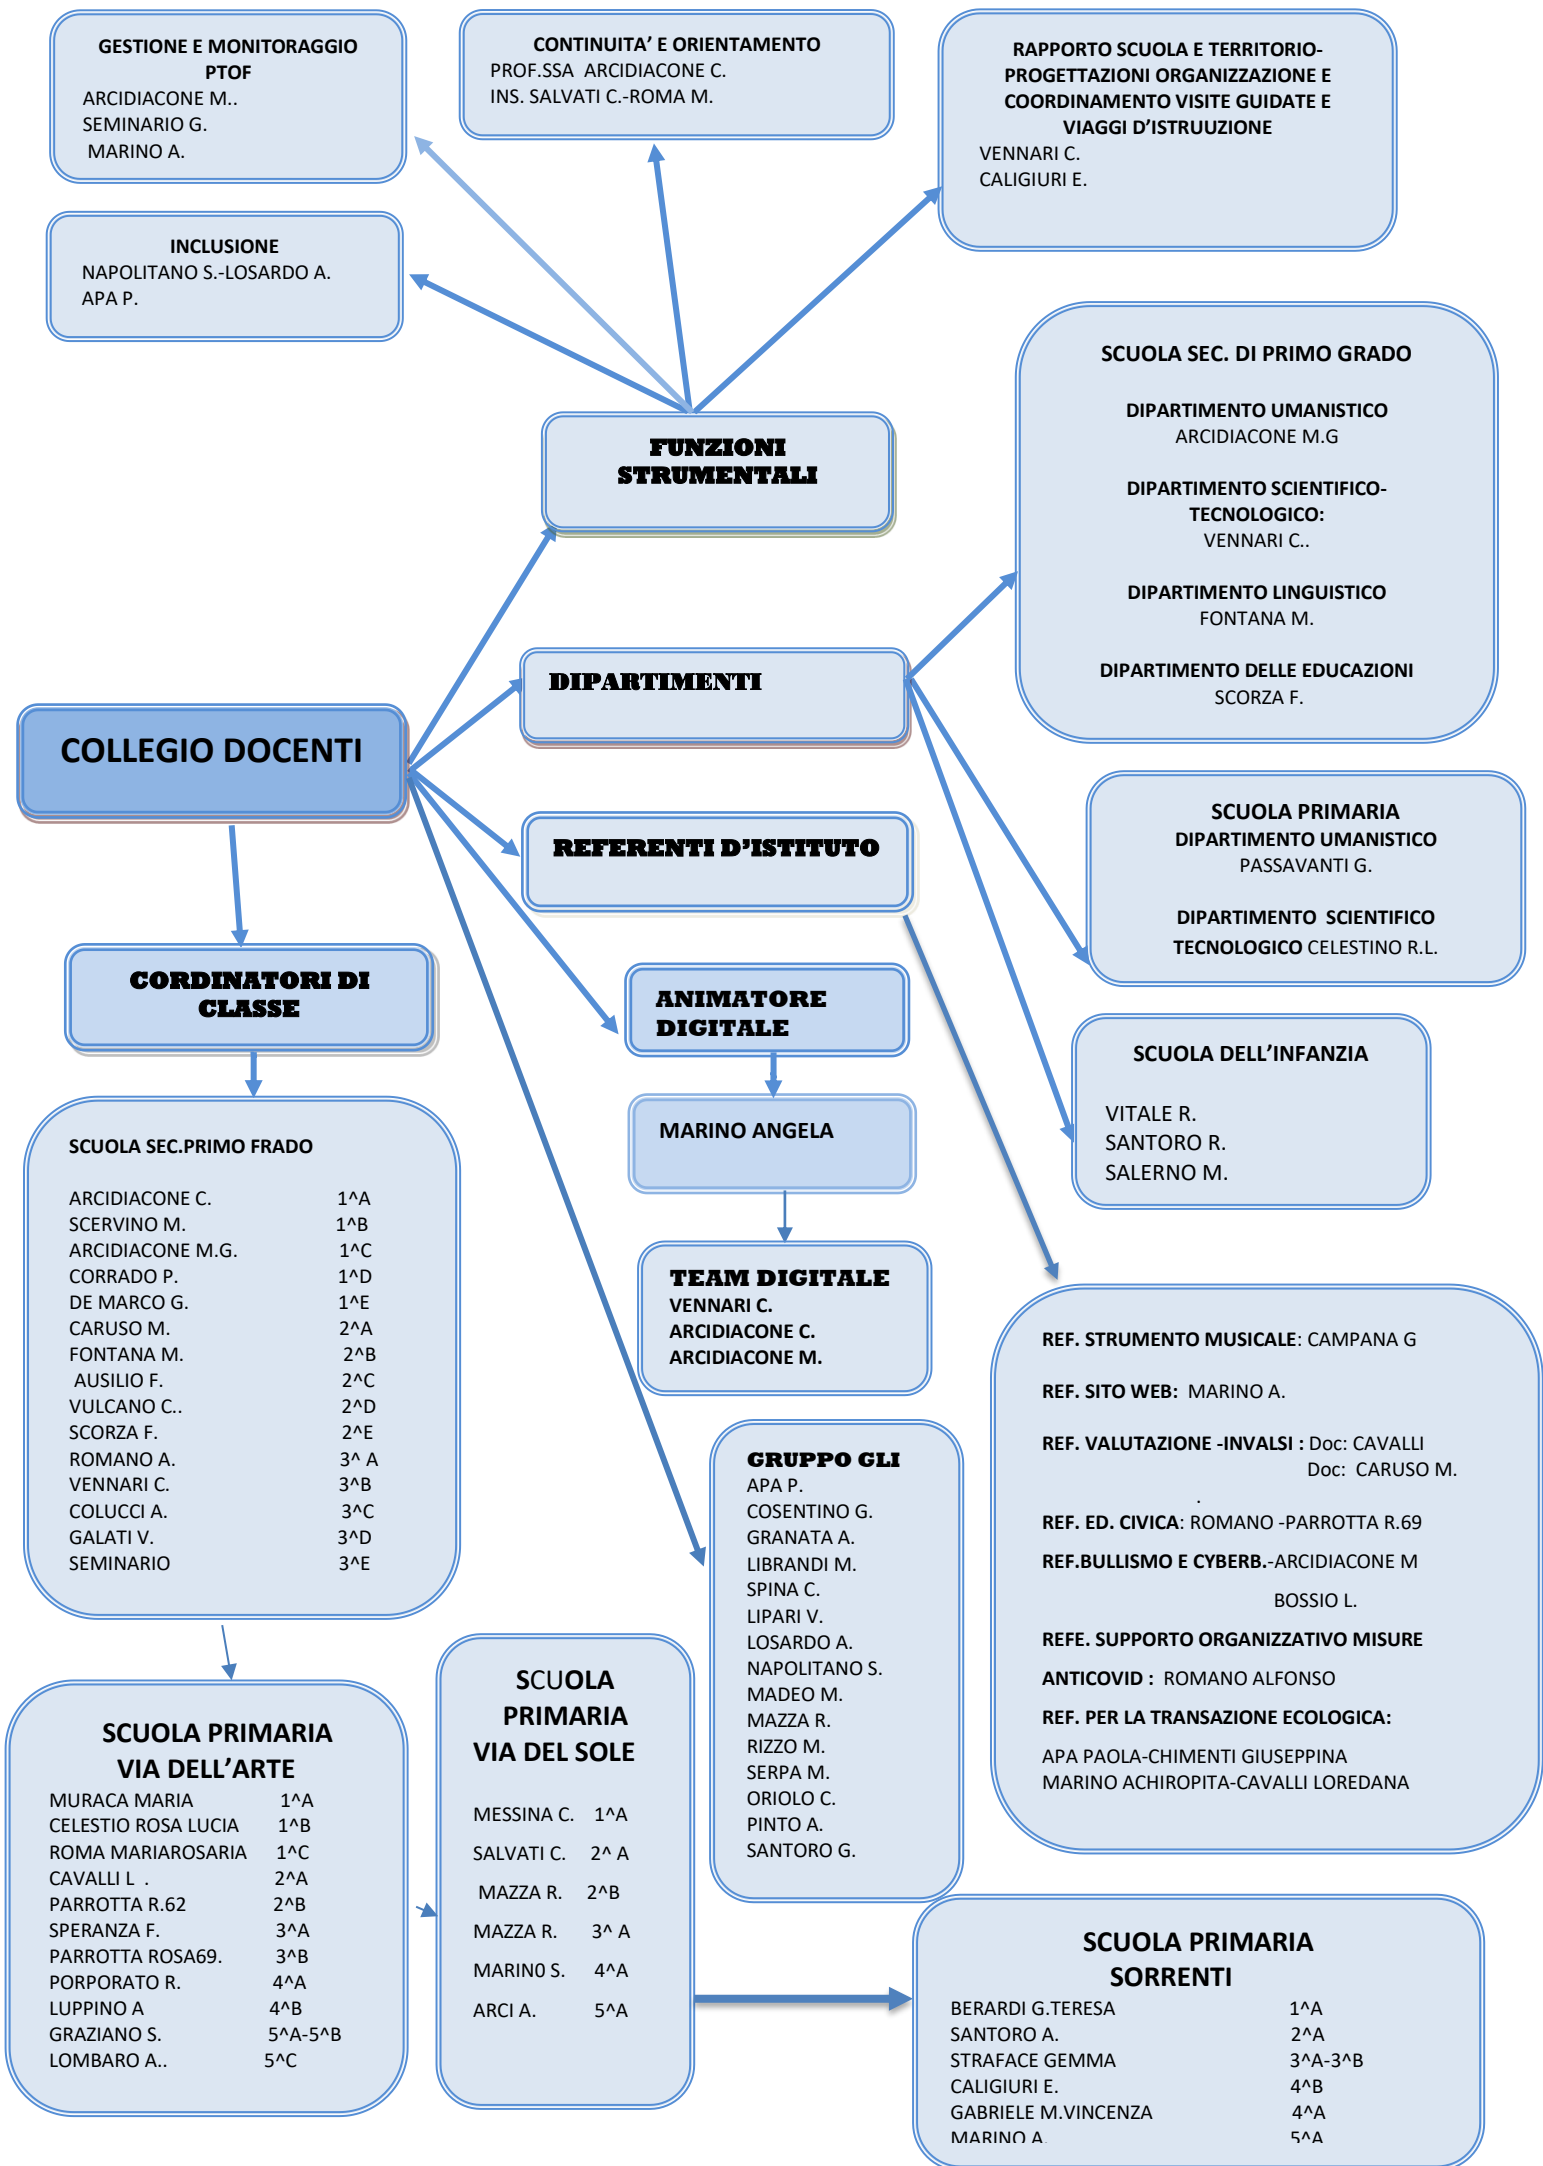 GESTIONE E MONITORAGGIO
PTOF
ARCIDIACONE M..
SEMINARIO G.
MARINO A.
CONTINUITA’ E ORIENTAMENTO
PROF.SSA ARCIDIACONE C.
INS. SALVATI C.-ROMA M.
RAPPORTO SCUOLA E TERRITORIO-
PROGETTAZIONI ORGANIZZAZIONE E
COORDINAMENTO VISITE GUIDATE E
VIAGGI D’ISTRUUZIONE
VENNARI C.
CALIGIURI E.
INCLUSIONE
NAPOLITANO S.-LOSARDO A.
APA P.
FUNZIONI
STRUMENTALI
SCUOLA SEC. DI PRIMO GRADO
DIPARTIMENTO UMANISTICO
ARCIDIACONE M.G
DIPARTIMENTO SCIENTIFICO-
TECNOLOGICO:
VENNARI C..
DIPARTIMENTO LINGUISTICO
FONTANA M.
DIPARTIMENTO DELLE EDUCAZIONI
SCORZA F.
DIPARTIMENTI
COLLEGIO DOCENTI
REFERENTI D’ISTITUTO
SCUOLA PRIMARIA
DIPARTIMENTO UMANISTICO
PASSAVANTI G.
DIPARTIMENTO SCIENTIFICO
TECNOLOGICO CELESTINO R.L.
CORDINATORI DI
CLASSE
ANIMATORE
DIGITALE
MARINO ANGELA
SCUOLA DELL’INFANZIA
VITALE R.
SANTORO R.
SALERNO M.
SCUOLA SEC.PRIMO FRADO
ARCIDIACONE C. 1^A
SCERVINO M. 1^B
ARCIDIACONE M.G. 1^C
CORRADO P. 1^D
DE MARCO G. 1^E
CARUSO M. 2^A
FONTANA M. 2^B
AUSILIO F. 2^C
VULCANO C.. 2^D
SCORZA F. 2^E
ROMANO A. 3^ A
VENNARI C. 3^B
COLUCCI A. 3^C
GALATI V. 3^D
SEMINARIO 3^E
TEAM DIGITALE
VENNARI C.
ARCIDIACONE C.
ARCIDIACONE M.
REF. STRUMENTO MUSICALE: CAMPANA G
REF. SITO WEB: MARINO A.
REF. VALUTAZIONE -INVALSI : Doc: CAVALLI
Doc: CARUSO M.
.
REF. ED. CIVICA: ROMANO -PARROTTA R.69
REF.BULLISMO E CYBERB.-ARCIDIACONE M
BOSSIO L.
REFE. SUPPORTO ORGANIZZATIVO MISURE
ANTICOVID : ROMANO ALFONSO
REF. PER LA TRANSAZIONE ECOLOGICA:
APA PAOLA-CHIMENTI GIUSEPPINA
MARINO ACHIROPITA-CAVALLI LOREDANA
GRUPPO GLI
APA P.
COSENTINO G.
GRANATA A.
LIBRANDI M.
SPINA C.
LIPARI V.
LOSARDO A.
NAPOLITANO S.
MADEO M.
MAZZA R.
RIZZO M.
SERPA M.
ORIOLO C.
PINTO A.
SANTORO G.
SCUOLA PRIMARIA
VIA DELL’ARTE
MURACA MARIA 1^A
CELESTIO ROSA LUCIA 1^B
ROMA MARIAROSARIA 1^C
CAVALLI L . 2^A
PARROTTA R.62 2^B
SPERANZA F. 3^A
PARROTTA ROSA69. 3^B
PORPORATO R. 4^A
LUPPINO A 4^B
GRAZIANO S. 5^A-5^B
LOMBARO A.. 5^C
SCUOLA
PRIMARIA
VIA DEL SOLE
MESSINA C. 1^A
SALVATI C. 2^ A
MAZZA R. 2^B
MAZZA R. 3^ A
MARIN0 S. 4^A
ARCI A. 5^A
SCUOLA PRIMARIA
SORRENTI
BERARDI G.TERESA 1^A
SANTORO A. 2^A
STRAFACE GEMMA 3^A-3^B
CALIGIURI E. 4^B
GABRIELE M.VINCENZA 4^A
MARINO A. 5^A